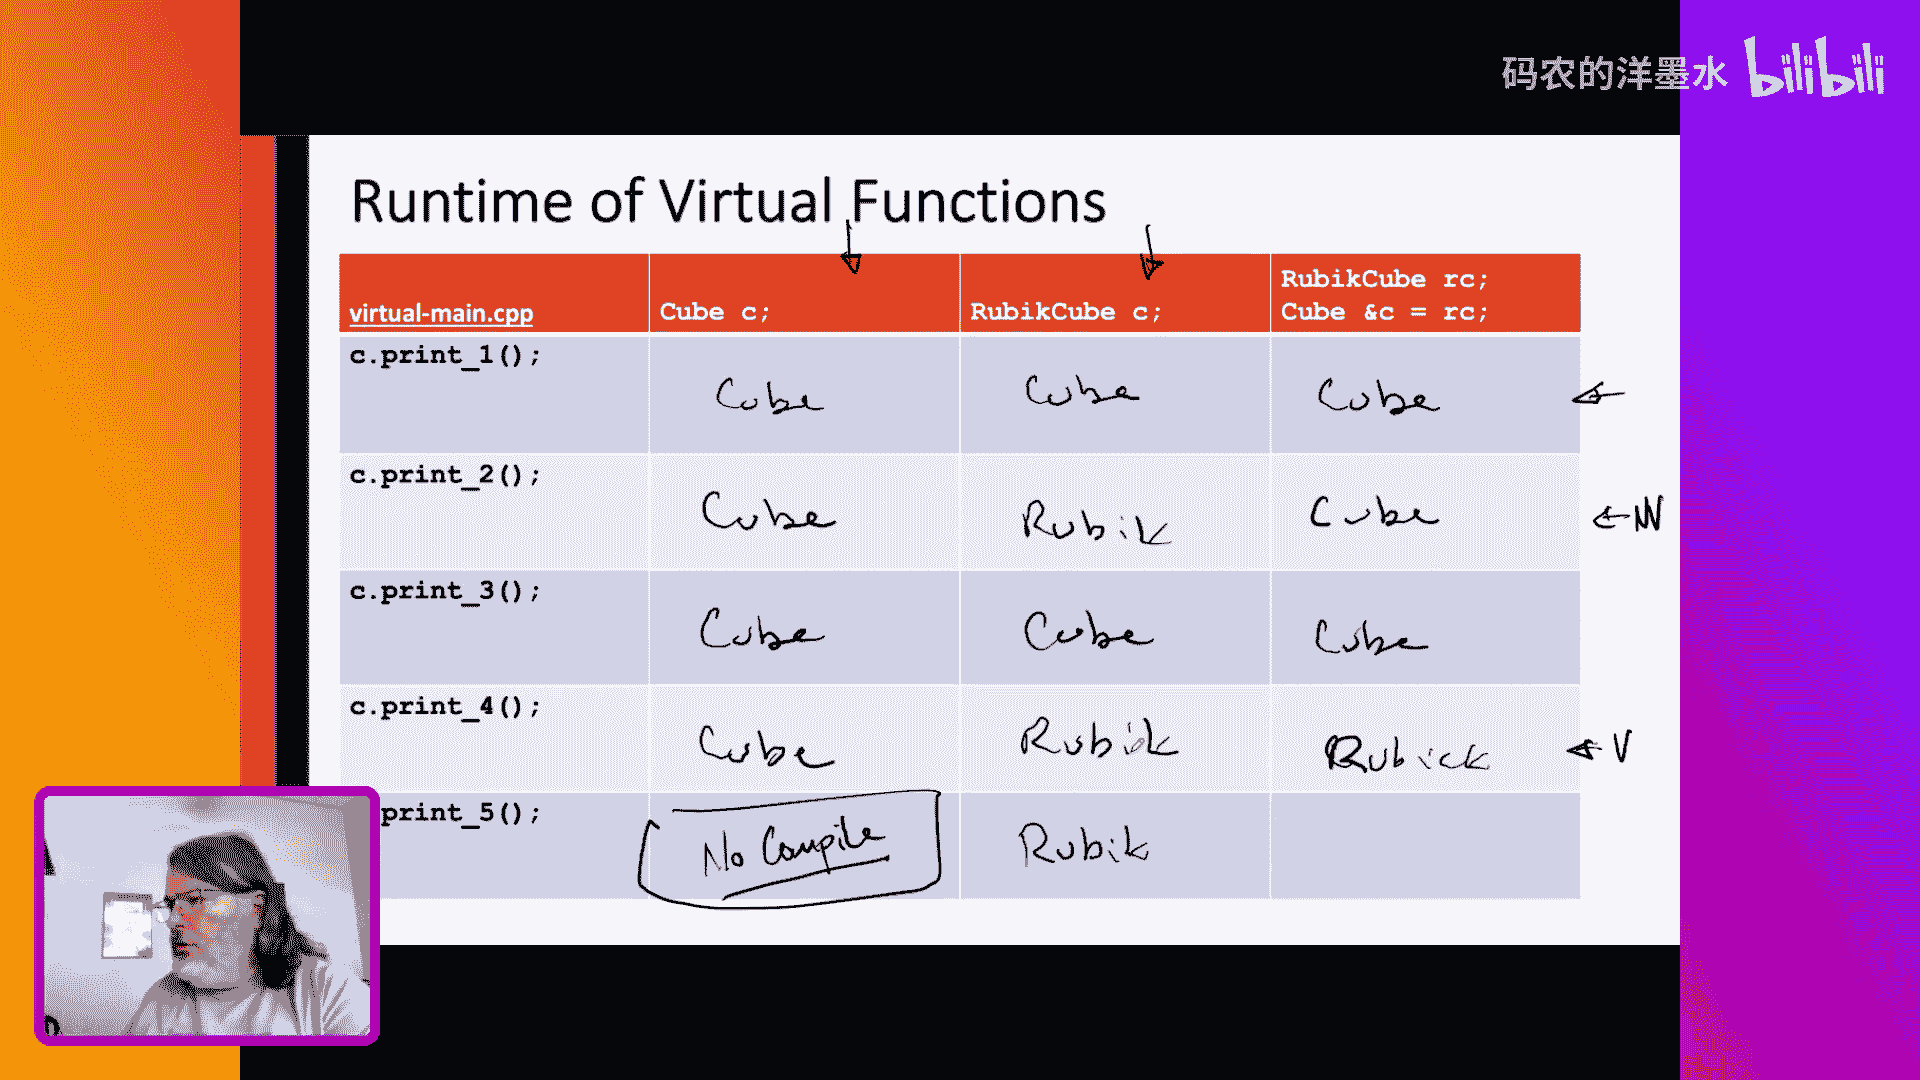 码农的洋墨水 bilibili
Runtime of Virtual Functions
virtual-main.cpp
Cube c;
RubikCube c;
RubikCube rc;
Cube &c = rc;
c.print_1();
Cube
Cube
Cube
c.print_2();
Cube
Rubik
Cube
NV
c.print_3();
Cube
Cube
Cube
c.print_4();
Cube
Rubik
Rubick
V
print_5();
No Compile
Rubik